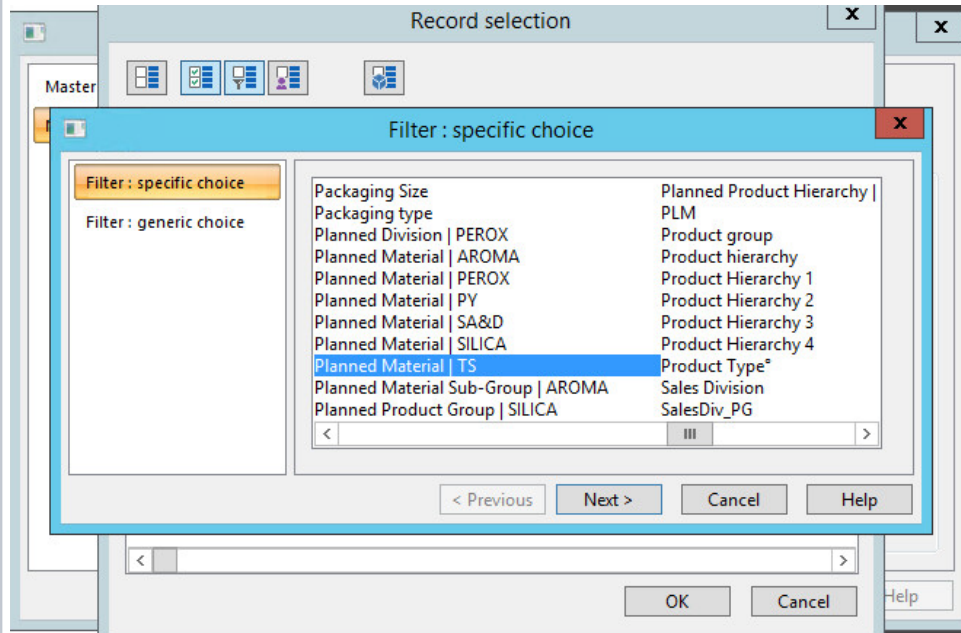 Record selection
x
x
Master
Filter : specific choice
x
Filter : specific choice
Filter : generic choice
Packaging Size
Packaging type
Planned Division | PEROX
Planned Material | AROMA
Planned Material | PEROX
Planned Material | PY
Planned Material | SA&D
Planned Material | SILICA
Planned Material | TS
Planned Material Sub-Group | AROMA
Planned Product Group | SILICA
Planned Product Hierarchy |
PLM
Product group
Product hierarchy
Product Hierarchy 1
Product Hierarchy 2
Product Hierarchy 3
Product Hierarchy 4
Product Type°
Sales Division
SalesDiv_PG
< Previous
Next >
Cancel
Help
OK
Cancel
Help